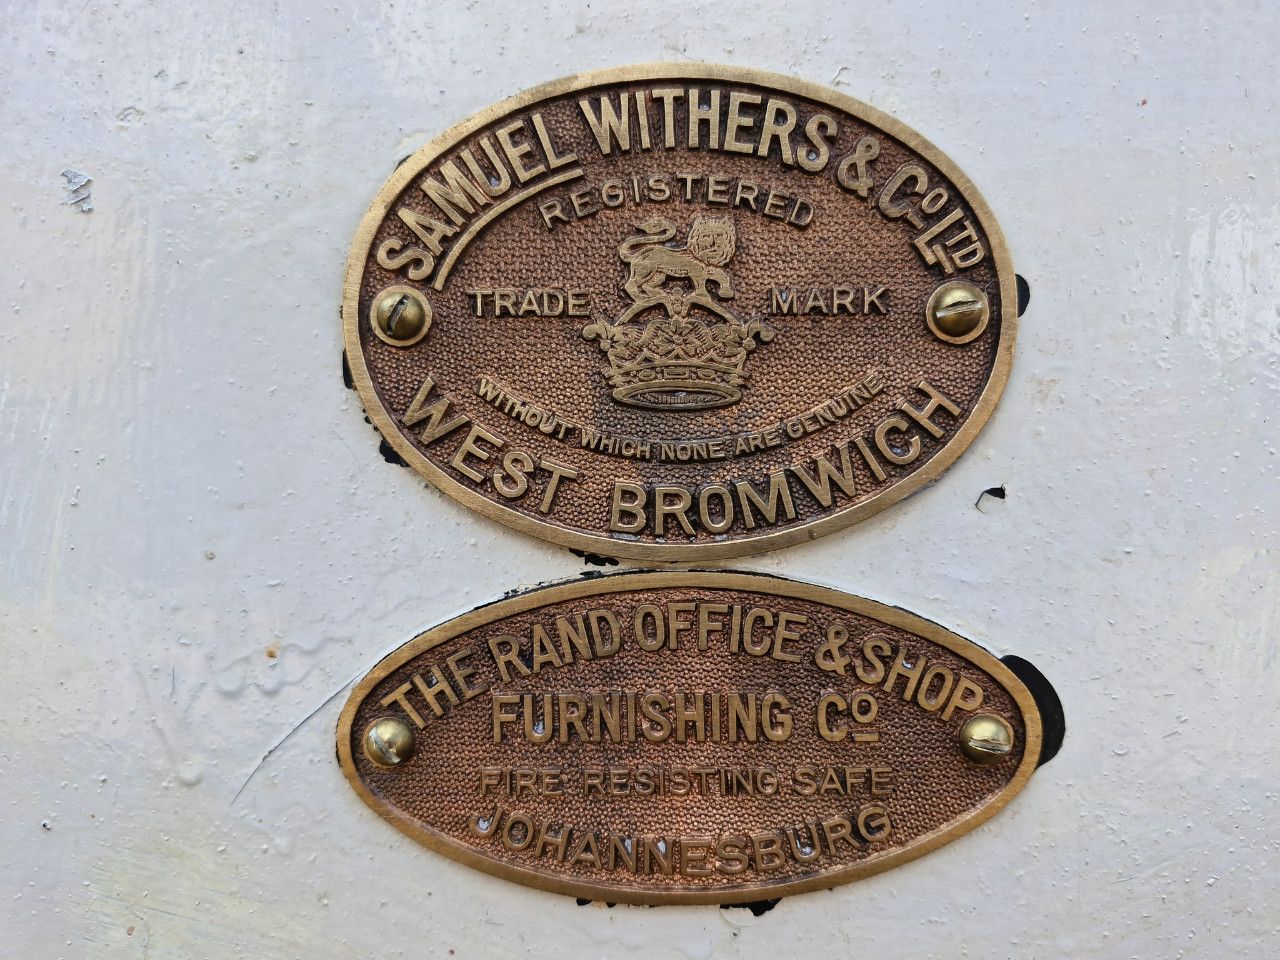 SAMUEL WITHERS & Cº LTD
REGISTERED
TRADE MARK
WITHOUT WHICH NONE ARE GENUINE
WEST BROMWICH
THE RAND OFFICE & SHOP
FURNISHING Cº
FIRE RESISTING SAFE
JOHANNESBURG